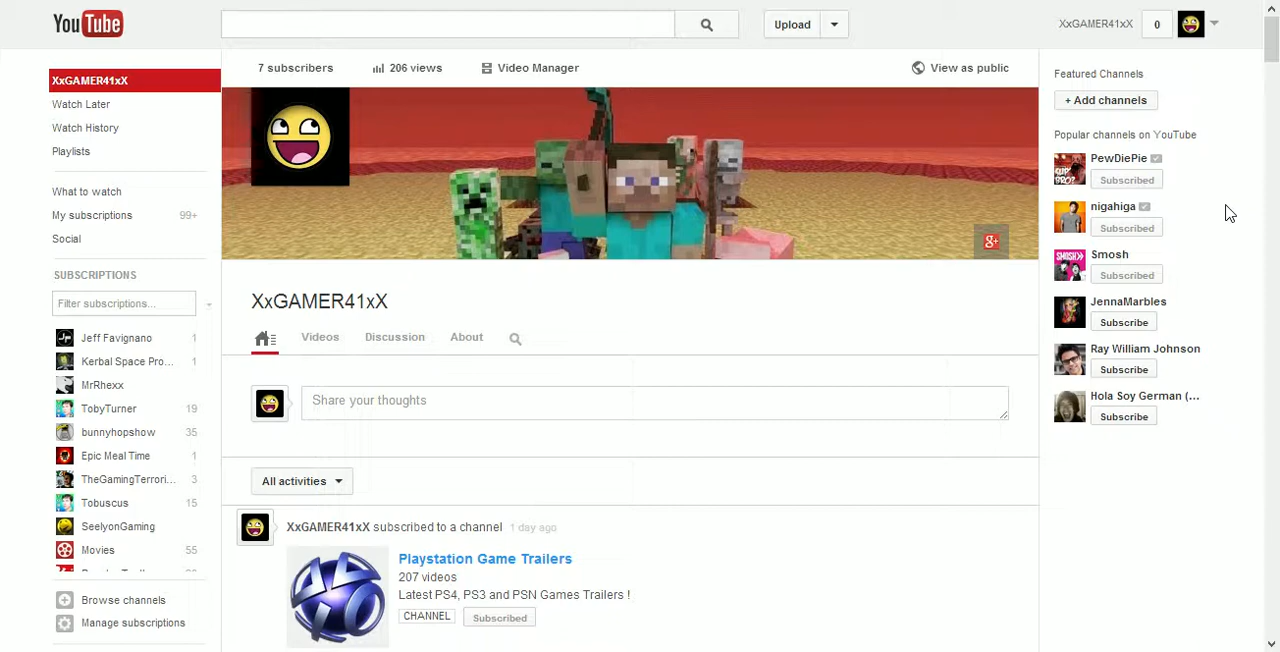 YouTube
Upload
XxGAMER41xX
0
XxGAMER41xX
Watch Later
Watch History
Playlists
What to watch
My subscriptions 99+
Social
SUBSCRIPTIONS
Filter subscriptions...
Jeff Favignano 1
Kerbal Space Pro... 1
MrRhexx
TobyTurner 19
bunnyhopshow 35
Epic Meal Time 1
TheGamingTerrori... 3
Tobuscus 15
SeelyonGaming
Movies 55
Browse channels
Manage subscriptions
7 subscribers
206 views
Video Manager
View as public
g+
XxGAMER41xX
Videos
Discussion
About
Share your thoughts
All activities
XxGAMER41xX subscribed to a channel 1 day ago
Playstation Game Trailers
207 videos
Latest PS4, PS3 and PSN Games Trailers !
CHANNEL
Subscribed
Featured Channels
+ Add channels
Popular channels on YouTube
PewDiePie
Subscribed
nigahiga
Subscribed
SMOSH
Smosh
Subscribed
JennaMarbles
Subscribe
Ray William Johnson
Subscribe
Hola Soy German (...
Subscribe